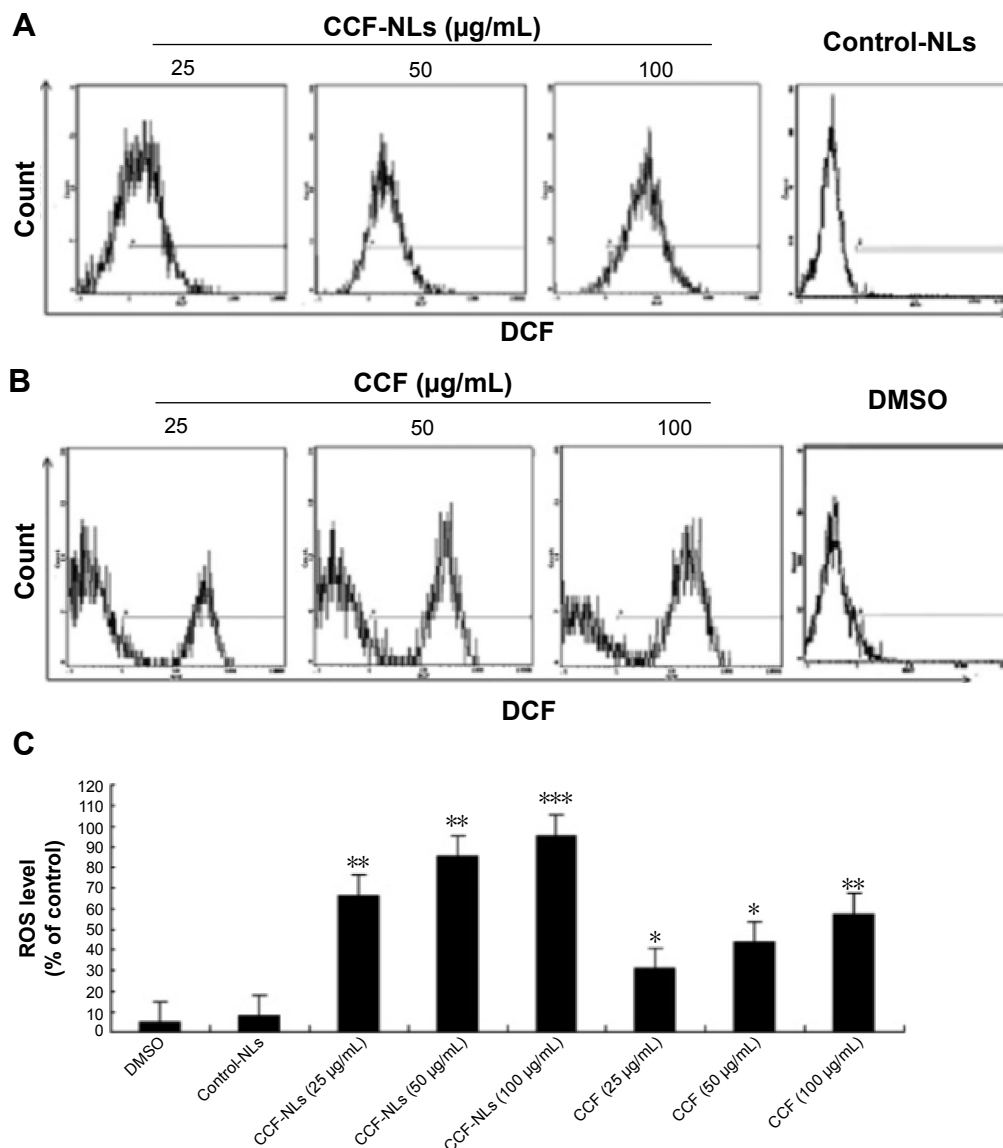 A
CCF-NLs (µg/mL)
Control-NLs
25
50
100
Count
DCF
B
CCF (µg/mL)
DMSO
25
50
100
Count
DCF
C
ROS level
(% of control)
120
110
100
90
80
70
60
50
40
30
20
10
0
**
**
***
*
*
**
DMSO
Control-NLs
CCF-NLs (25 µg/mL)
CCF-NLs (50 µg/mL)
CCF-NLs (100 µg/mL)
CCF (25 µg/mL)
CCF (50 µg/mL)
CCF (100 µg/mL)